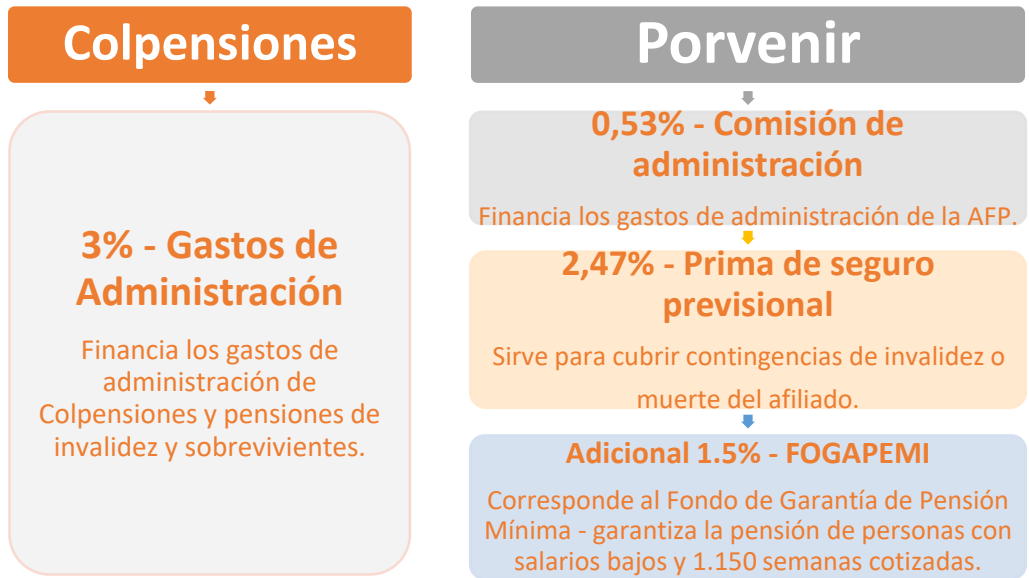 Colpensiones
3% - Gastos de
Administración
Financia los gastos de
administración de
Colpensiones y pensiones de
invalidez y sobrevivientes.
Porvenir
0,53% - Comisión de
administración
Financia los gastos de administración de la AFP.
2,47% - Prima de seguro
previsional
Sirve para cubrir contingencias de invalidez o
muerte del afiliado.
Adicional 1.5% - FOGAPEMI
Corresponde al Fondo de Garantía de Pensión
Mínima - garantiza la pensión de personas con
salarios bajos y 1.150 semanas cotizadas.